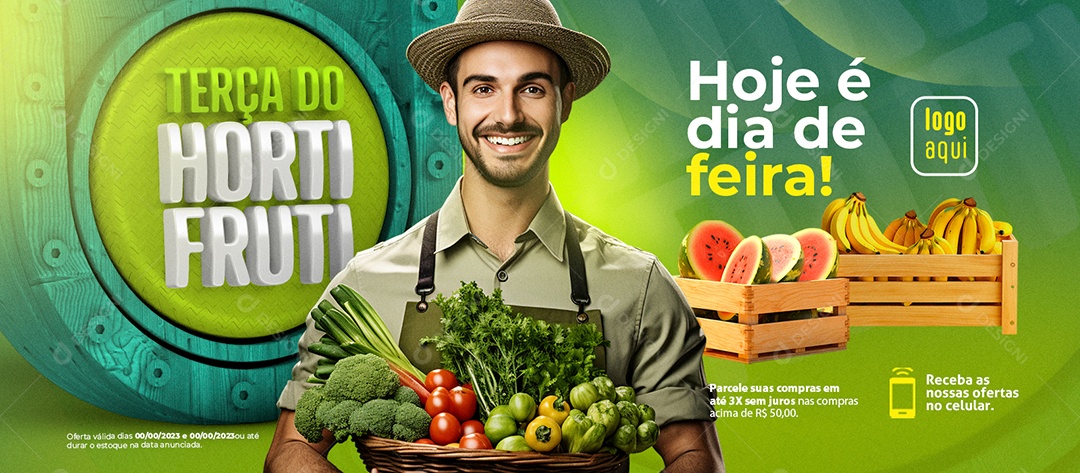 TERÇA DO
HORTI
FRUTI
Hoje é
dia de
feira!
logo
aqui
Parcele suas compras em
até 3X sem juros nas compras
acima de R$ 50,00.
Receba as
nossas ofertas
no celular.
Oferta válida dias 00/00/2023 e 00/00/2023ou até
durar o estoque na data anunciada.
DESIGNI